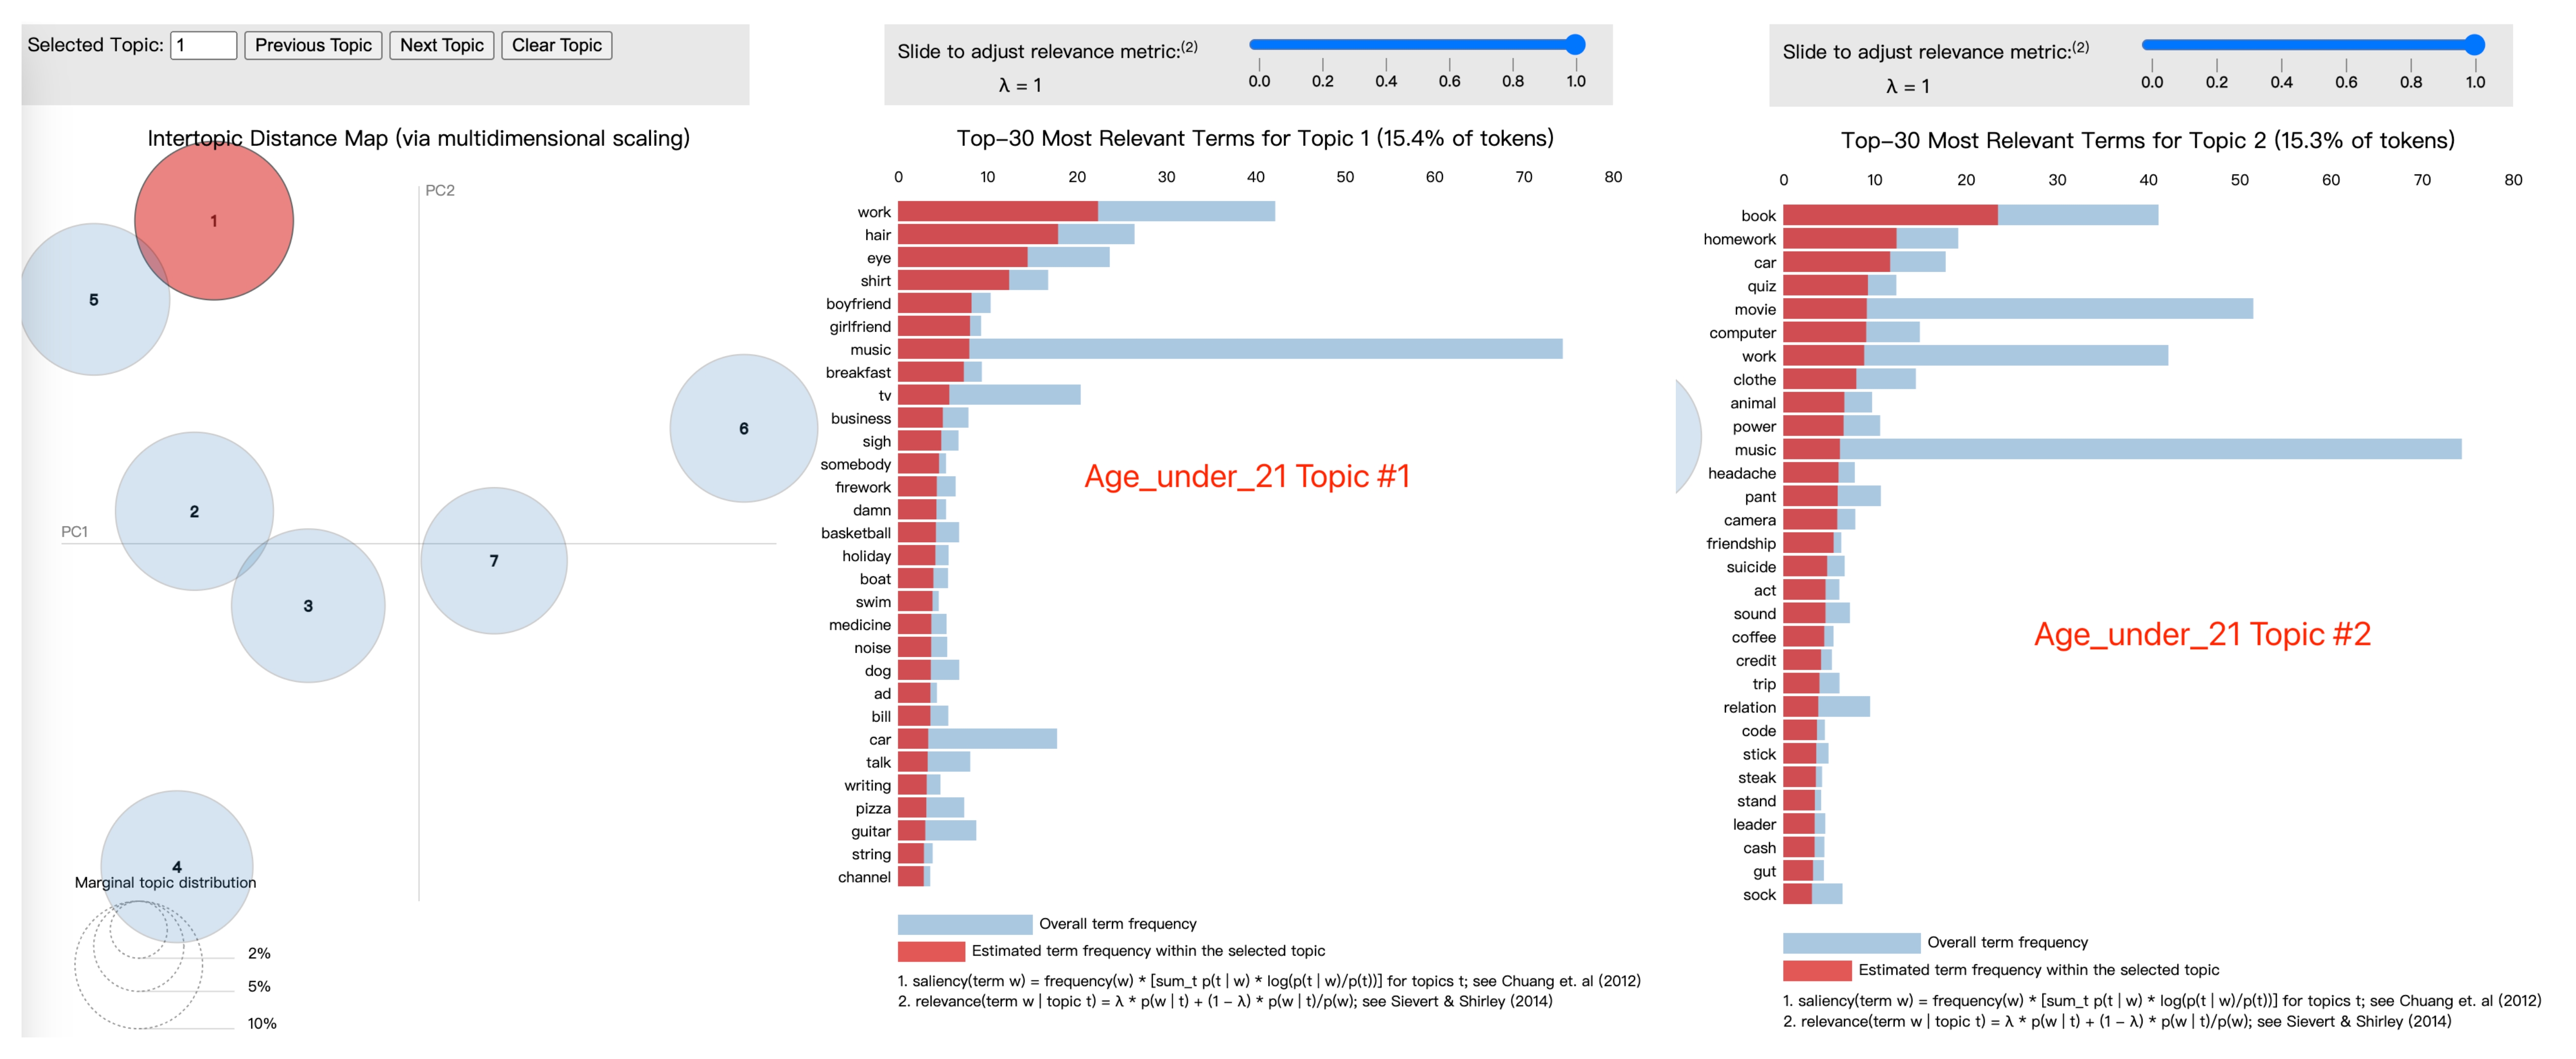 Selected Topic: 1 Previous Topic Next Topic Clear Topic
Intertopic Distance Map (via multidimensional scaling)
PC2
1
5
6
2
PC1
7
3
4
Marginal topic distribution
2%
5%
10%
Slide to adjust relevance metric:(2)
λ = 1
0.0 0.2 0.4 0.6 0.8 1.0
Top–30 Most Relevant Terms for Topic 1 (15.4% of tokens)
0 10 20 30 40 50 60 70 80
work
hair
eye
shirt
boyfriend
girlfriend
music
breakfast
tv
business
sigh
somebody
firework
damn
basketball
holiday
boat
swim
medicine
noise
dog
ad
bill
car
talk
writing
pizza
guitar
string
channel
Age_under_21 Topic #1
Overall term frequency
Estimated term frequency within the selected topic
1. saliency(term w) = frequency(w) * [sum_t p(t | w) * log(p(t | w)/p(t))] for topics t; see Chuang et. al (2012)
2. relevance(term w | topic t) = λ * p(w | t) + (1 – λ) * p(w | t)/p(w); see Sievert & Shirley (2014)
Slide to adjust relevance metric:(2)
λ = 1
0.0 0.2 0.4 0.6 0.8 1.0
Top–30 Most Relevant Terms for Topic 2 (15.3% of tokens)
0 10 20 30 40 50 60 70 80
book
homework
car
quiz
movie
computer
work
clothe
animal
power
music
headache
pant
camera
friendship
suicide
act
sound
coffee
credit
trip
relation
code
stick
steak
stand
leader
cash
gut
sock
Age_under_21 Topic #2
Overall term frequency
Estimated term frequency within the selected topic
1. saliency(term w) = frequency(w) * [sum_t p(t | w) * log(p(t | w)/p(t))] for topics t; see Chuang et. al (2012)
2. relevance(term w | topic t) = λ * p(w | t) + (1 – λ) * p(w | t)/p(w); see Sievert & Shirley (2014)